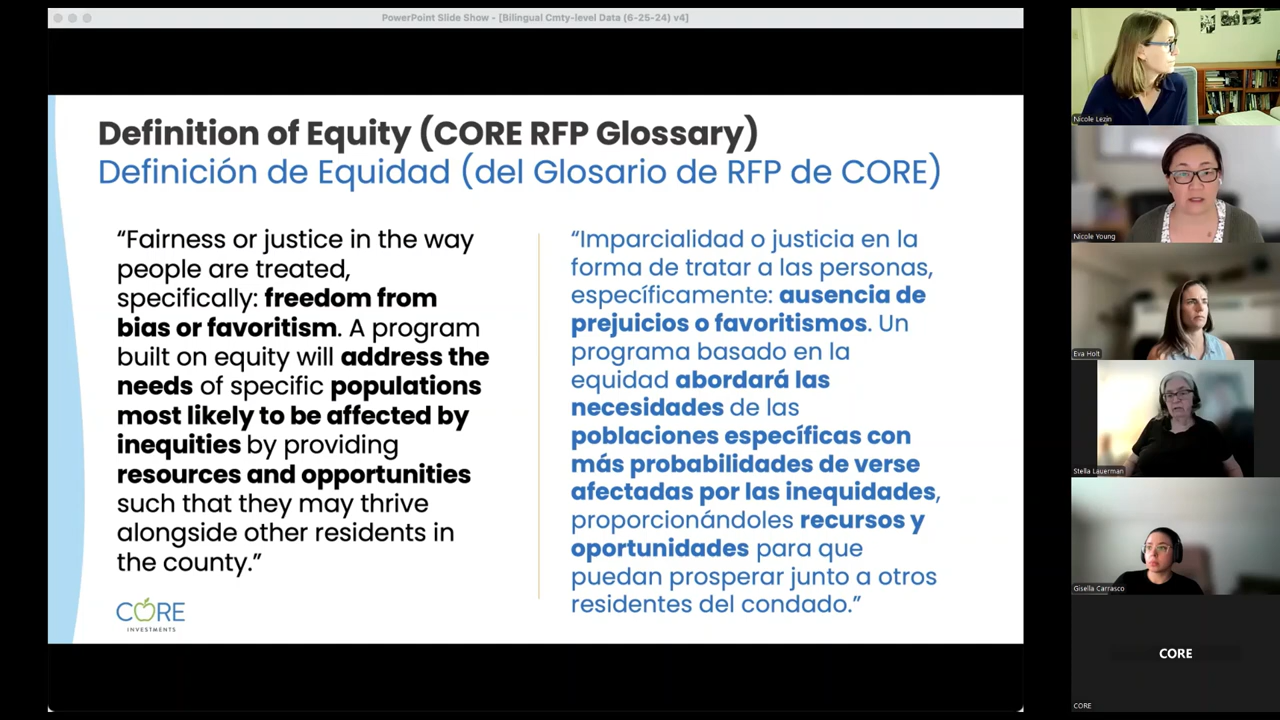 PowerPoint Slide Show - [Bilingual Cmty-level Data (6-25-24) v4]
Definition of Equity (CORE RFP Glossary)
Definición de Equidad (del Glosario de RFP de CORE)
“Fairness or justice in the way
people are treated,
specifically: freedom from
bias or favoritism. A program
built on equity will address the
needs of specific populations
most likely to be affected by
inequities by providing
resources and opportunities
such that they may thrive
alongside other residents in
the county.”
“Imparcialidad o justicia en la
forma de tratar a las personas,
específicamente: ausencia de
prejuicios o favoritismos. Un
programa basado en la
equidad abordará las
necesidades de las
poblaciones específicas con
más probabilidades de verse
afectadas por las inequidades,
proporcionándoles recursos y
oportunidades para que
puedan prosperar junto a otros
residentes del condado.”
CORE
INVESTMENTS
Nicole Lezin
Nicole Young
Eva Holt
Stella Lauerman
Gisella Carrasco
CORE
CORE